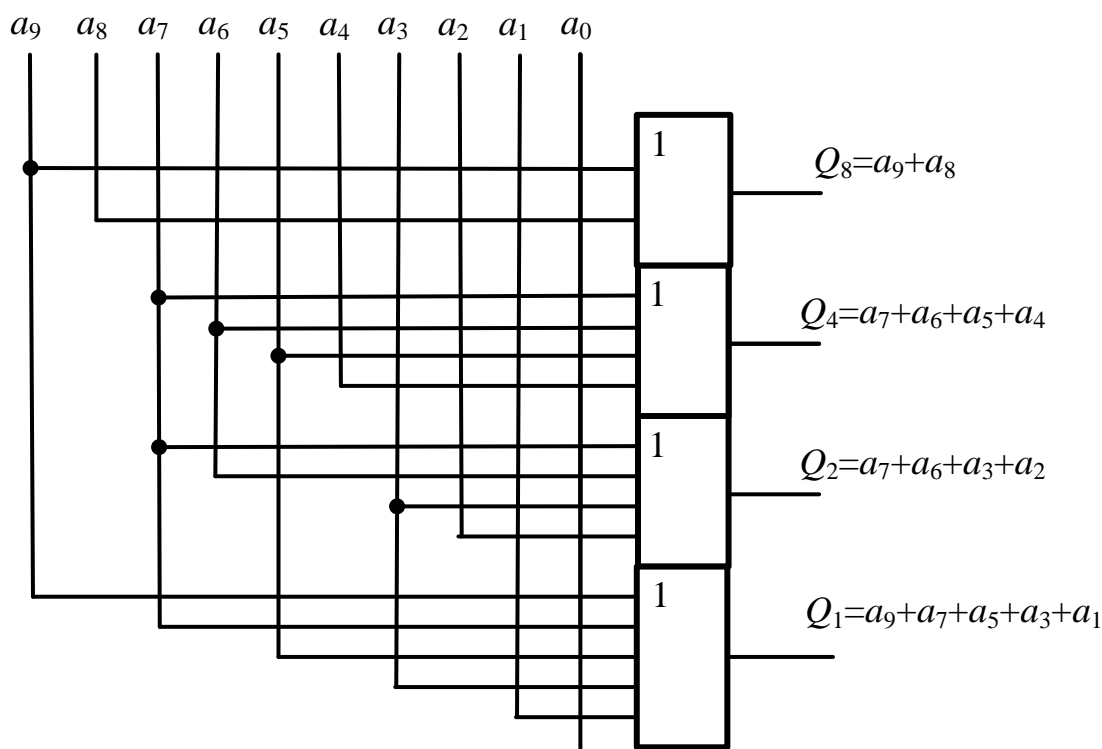 a₉ a₈ a₇ a₆ a₅ a₄ a₃ a₂ a₁ a₀
1
Q₈=a₉+a₈
1
Q₄=a₇+a₆+a₅+a₄
1
Q₂=a₇+a₆+a₃+a₂
1
Q₁=a₉+a₇+a₅+a₃+a₁